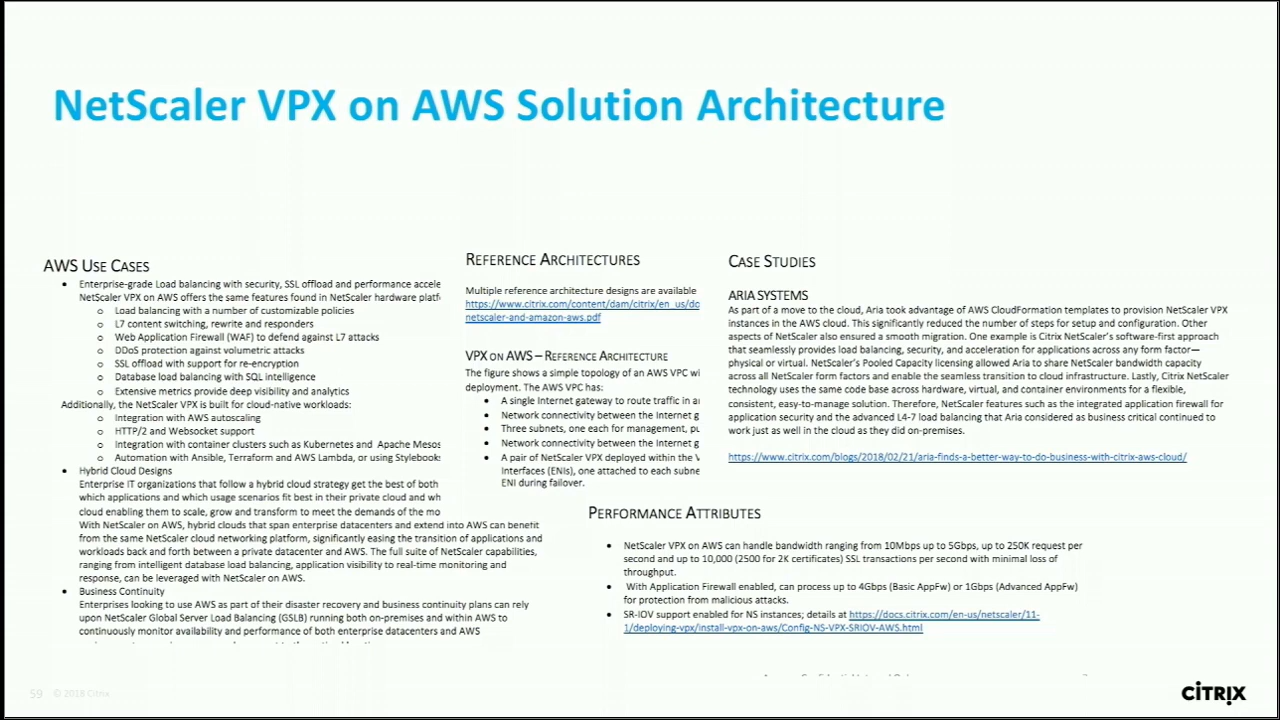 NetScaler VPX on AWS Solution Architecture
AWS USE CASES
• Enterprise-grade Load balancing with security, SSL offload and performance accele
NetScaler VPX on AWS offers the same features found in NetScaler hardware platf
o Load balancing with a number of customizable policies
o L7 content switching, rewrite and responders
o Web Application Firewall (WAF) to defend against L7 attacks
o DDoS protection against volumetric attacks
o SSL offload with support for re-encryption
o Database load balancing with SQL intelligence
o Extensive metrics provide deep visibility and analytics
Additionally, the NetScaler VPX is built for cloud-native workloads:
o Integration with AWS autoscaling
o HTTP/2 and Websocket support
o Integration with container clusters such as Kubernetes and Apache Mesos
o Automation with Ansible, Terraform and AWS Lambda, or using Stylebook
• Hybrid Cloud Designs
Enterprise IT organizations that follow a hybrid cloud strategy get the best of both
which applications and which usage scenarios fit best in their private cloud and wh
cloud enabling them to scale, grow and transform to meet the demands of the mo
With NetScaler on AWS, hybrid clouds that span enterprise datacenters and extend into AWS can benefit
from the same NetScaler cloud networking platform, significantly easing the transition of applications and
workloads back and forth between a private datacenter and AWS. The full suite of NetScaler capabilities,
ranging from intelligent database load balancing, application visibility to real-time monitoring and
response, can be leveraged with NetScaler on AWS.
• Business Continuity
Enterprises looking to use AWS as part of their disaster recovery and business continuity plans can rely
upon NetScaler Global Server Load Balancing (GSLB) running both on-premises and within AWS to
continuously monitor availability and performance of both enterprise datacenters and AWS
REFERENCE ARCHITECTURES
Multiple reference architecture designs are available
https://www.citrix.com/content/dam/citrix/en_us/do
netscaler-and-amazon-aws.pdf
VPX ON AWS – REFERENCE ARCHITECTURE
The figure shows a simple topology of an AWS VPC wi
deployment. The AWS VPC has:
• A single Internet gateway to route traffic in a
• Network connectivity between the Internet g
• Three subnets, one each for management, pu
• Network connectivity between the Internet g
• A pair of NetScaler VPX deployed within the V
Interfaces (ENIs), one attached to each subne
ENI during failover.
CASE STUDIES
ARIA SYSTEMS
As part of a move to the cloud, Aria took advantage of AWS CloudFormation templates to provision NetScaler VPX
instances in the AWS cloud. This significantly reduced the number of steps for setup and configuration. Other
aspects of NetScaler also ensured a smooth migration. One example is Citrix NetScaler's software-first approach
that seamlessly provides load balancing, security, and acceleration for applications across any form factor—
physical or virtual. NetScaler's Pooled Capacity licensing allowed Aria to share NetScaler bandwidth capacity
across all NetScaler form factors and enable the seamless transition to cloud infrastructure. Lastly, Citrix NetScaler
technology uses the same code base across hardware, virtual, and container environments for a flexible,
consistent, easy-to-manage solution. Therefore, NetScaler features such as the integrated application firewall for
application security and the advanced L4-7 load balancing that Aria considered as business critical continued to
work just as well in the cloud as they did on-premises.
https://www.citrix.com/blogs/2018/02/21/aria-finds-a-better-way-to-do-business-with-citrix-aws-cloud/
PERFORMANCE ATTRIBUTES
• NetScaler VPX on AWS can handle bandwidth ranging from 10Mbps up to 5Gbps, up to 250K request per
second and up to 10,000 (2500 for 2K certificates) SSL transactions per second with minimal loss of
throughput.
• With Application Firewall enabled, can process up to 4Gbps (Basic AppFw) or 1Gbps (Advanced AppFw)
for protection from malicious attacks.
• SR-IOV support enabled for NS instances; details at https://docs.citrix.com/en-us/netscaler/11-
1/deploying-vpx/install-vpx-on-aws/Config-NS-VPX-SRIOV-AWS.html
59 © 2018 Citrix
CITRIX